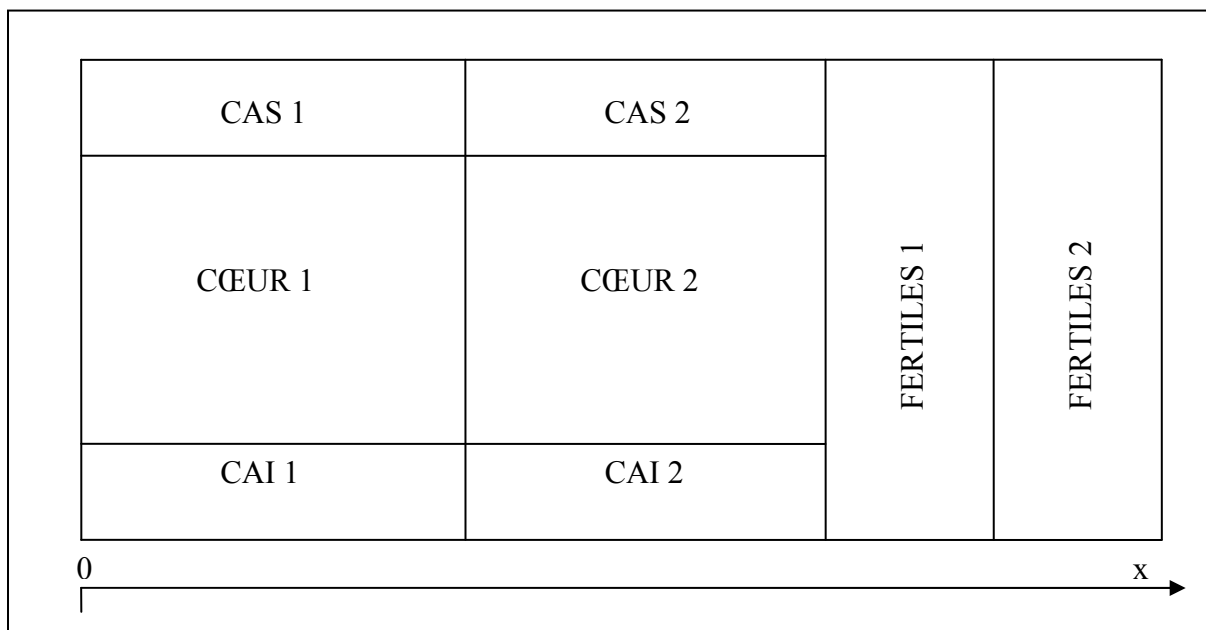 CAS 1
CAS 2
CŒUR 1
CŒUR 2
FERTILES 1
FERTILES 2
CAI 1
CAI 2
0
x